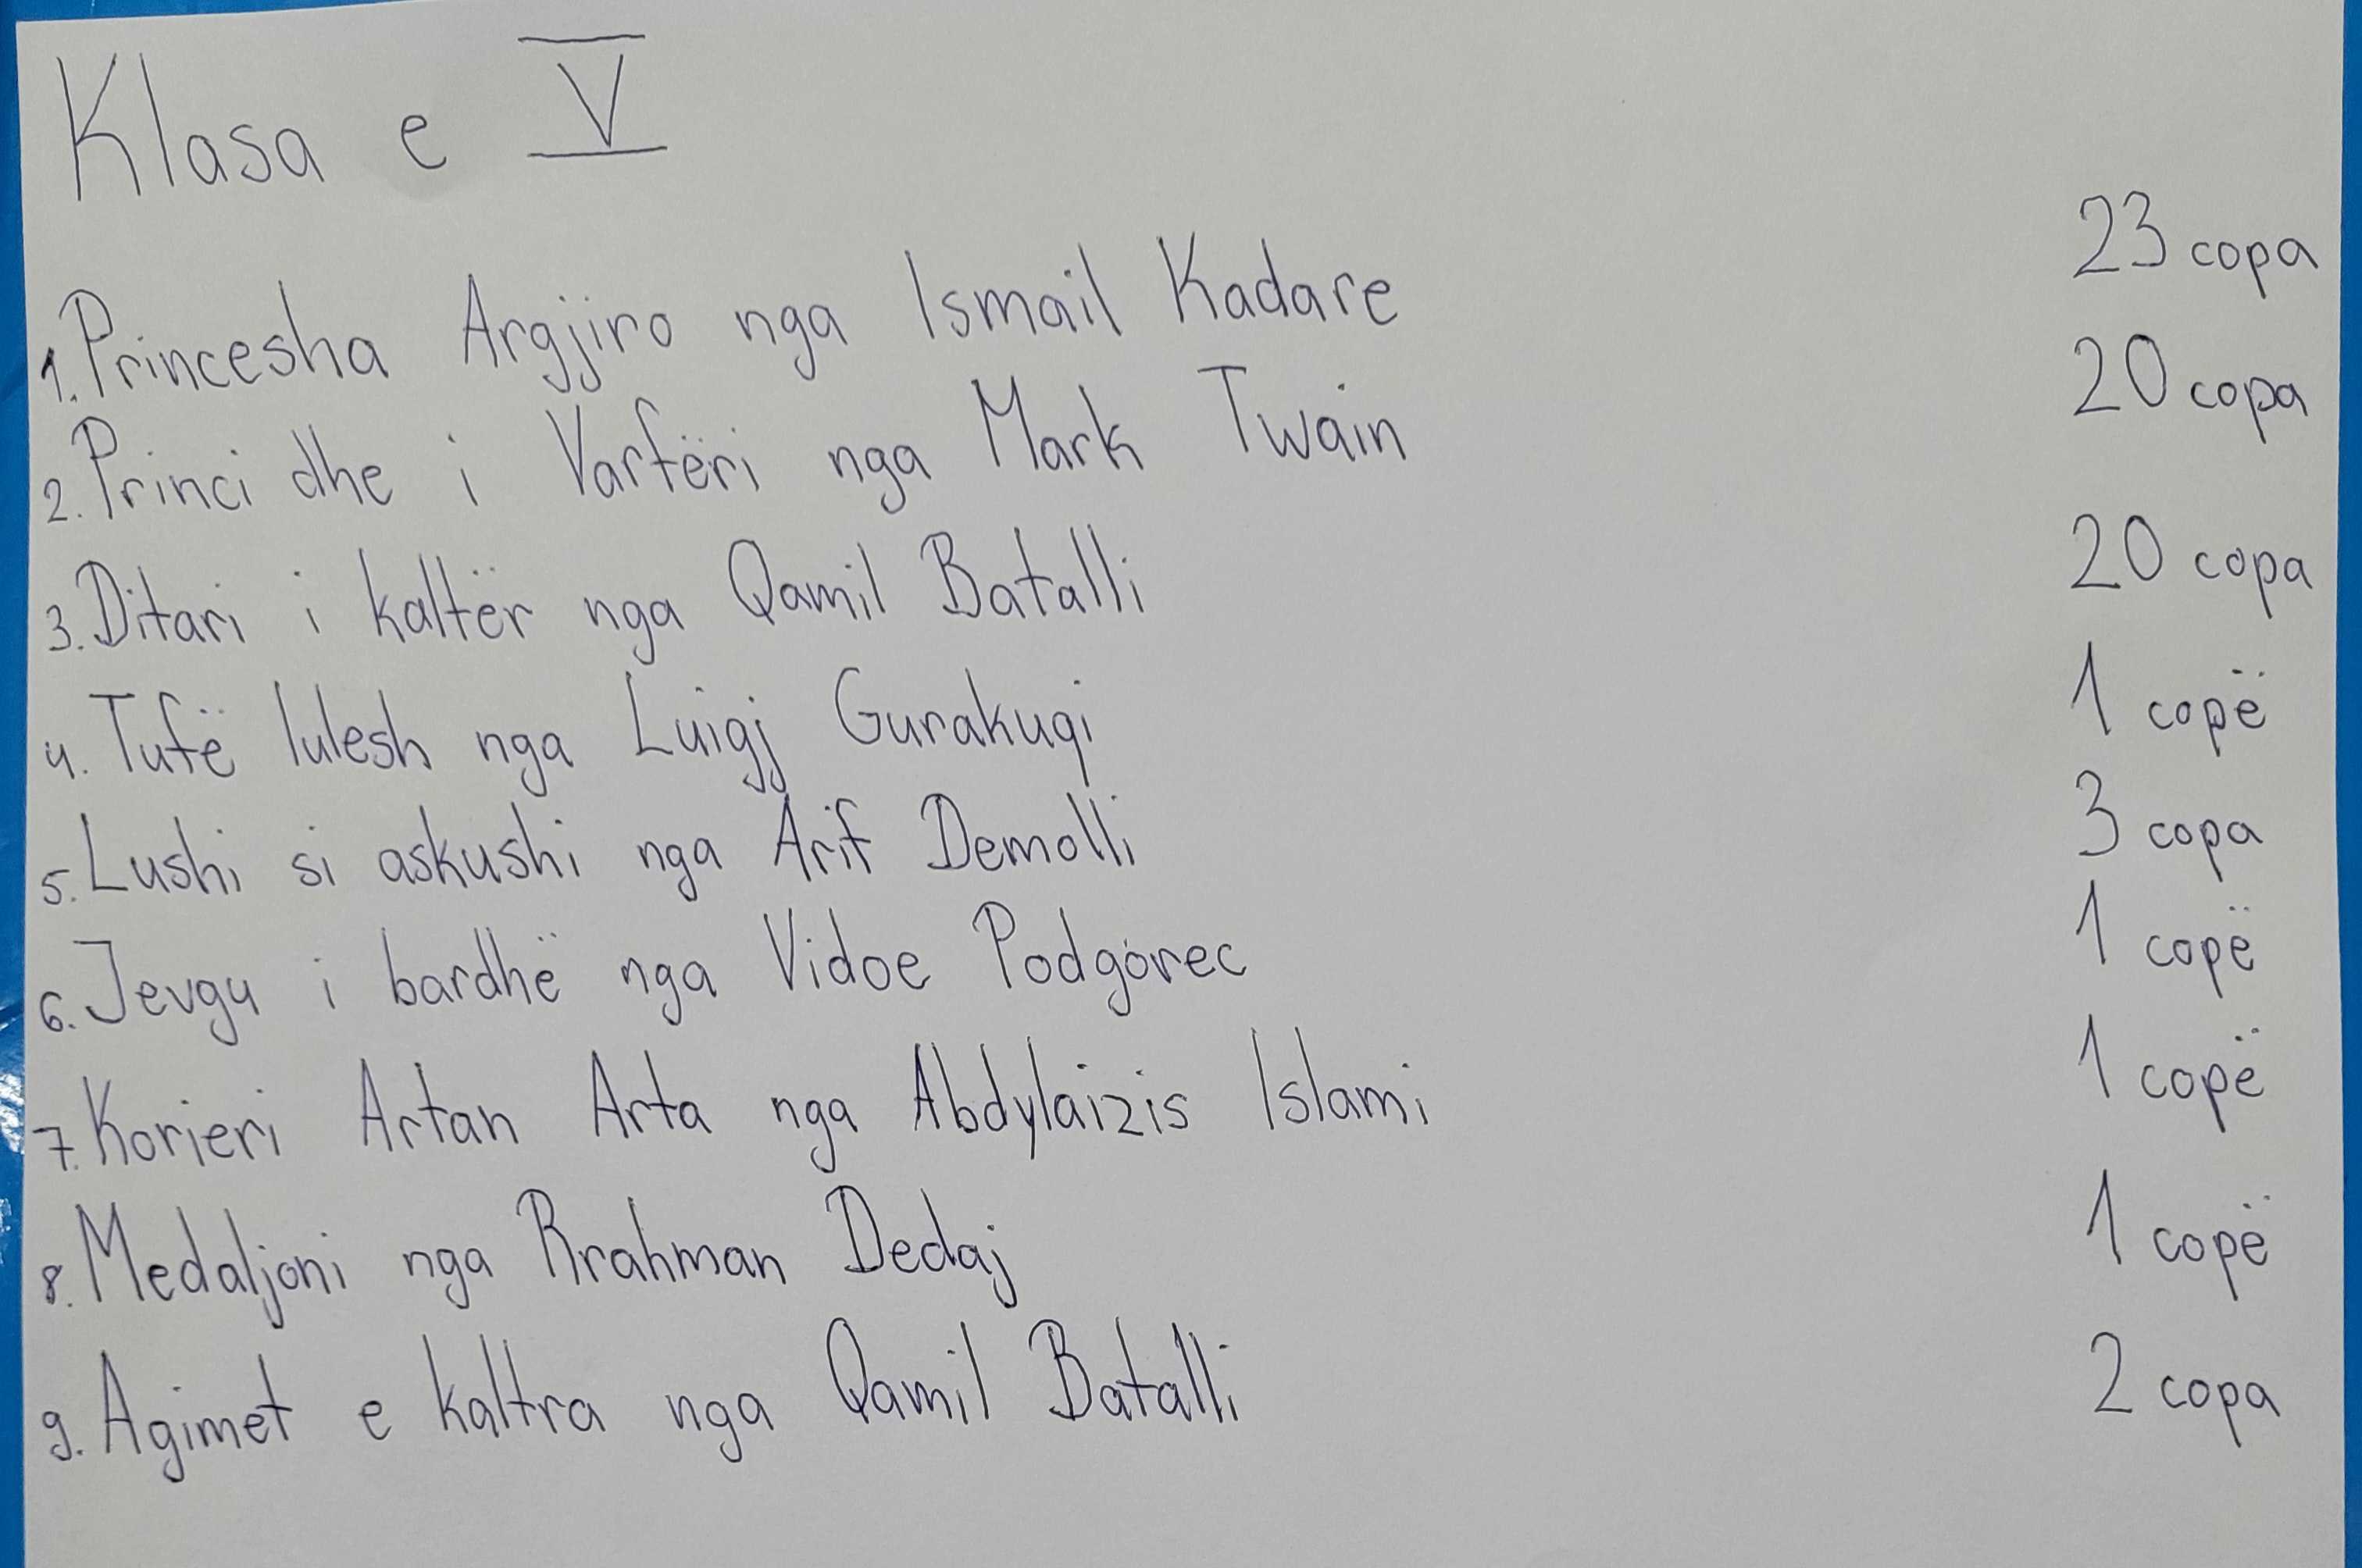 Klasa e V
1. Princesha Argjiro nga Ismail Kadare 23 copa
2. Princi dhe i Varfëri nga Mark Twain 20 copa
3. Ditari i kaltër nga Qamil Batalli 20 copa
4. Tufë lulesh nga Luigj Gurakuqi 1 copë
5. Lushi si askushi nga Arif Demolli 3 copa
6. Jevgu i bardhë nga Vidoe Podgorec 1 copë
7. Korieri Artan Arta nga Abdylaizis Islami 1 copë
8. Medaljoni nga Rrahman Dedaj 1 copë
9. Agimet e kaltra nga Qamil Batalli 2 copa